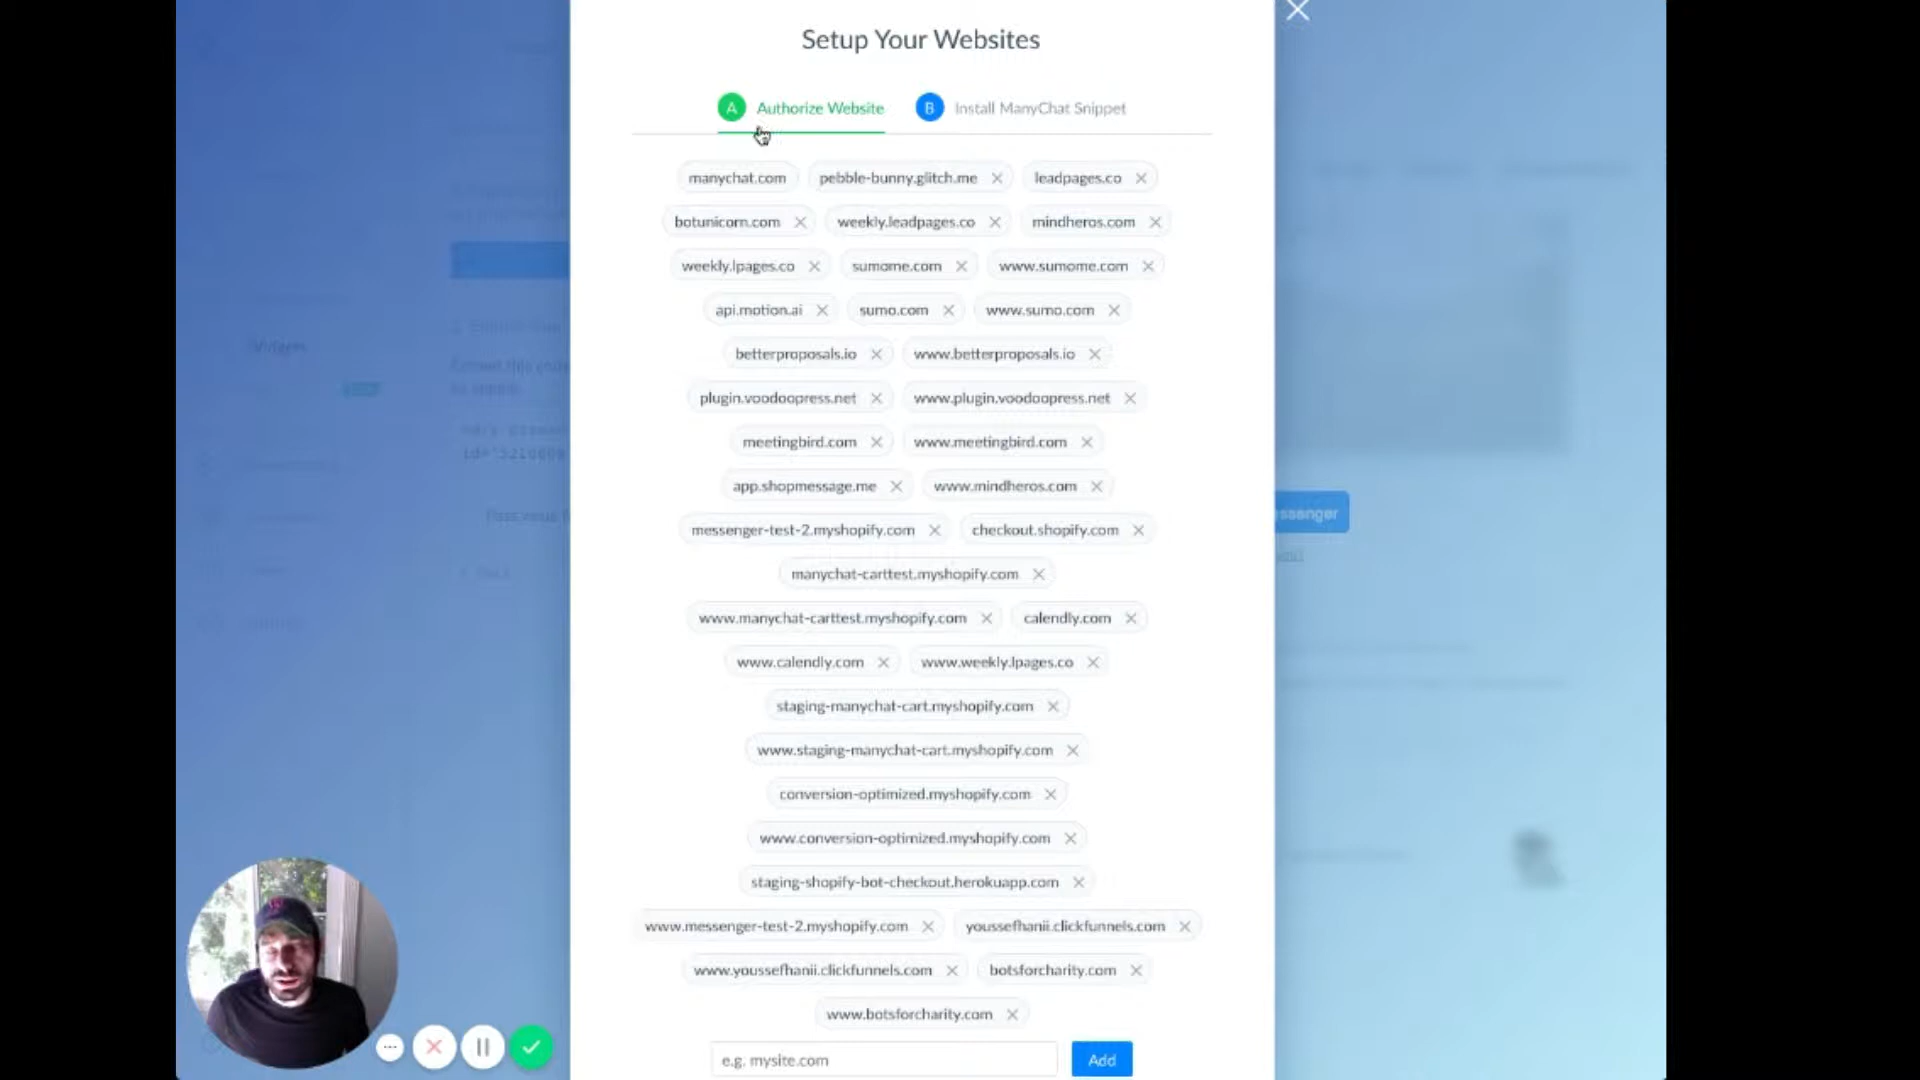 Setup Your Websites
A Authorize Website B Install ManyChat Snippet
manychat.com pebble-bunny.glitch.me leadpages.co
botunicorn.com weekly.leadpages.co mindheros.com
weekly.lpages.co sumome.com www.sumome.com
api.motion.ai sumo.com www.sumo.com
betterproposals.io www.betterproposals.io
plugin.voodoopress.net www.plugin.voodoopress.net
meetingbird.com www.meetingbird.com
app.shopmessage.me www.mindheros.com
messenger-test-2.myshopify.com checkout.shopify.com
manychat-carttest.myshopify.com
www.manychat-carttest.myshopify.com calendly.com
www.calendly.com www.weekly.lpages.co
staging-manychat-cart.myshopify.com
www.staging-manychat-cart.myshopify.com
conversion-optimized.myshopify.com
www.conversion-optimized.myshopify.com
staging-shopify-bot-checkout.herokuapp.com
www.messenger-test-2.myshopify.com youssefhanii.clickfunnels.com
www.youssefhanii.clickfunnels.com botsforcharity.com
www.botsforcharity.com
e.g. mysite.com Add